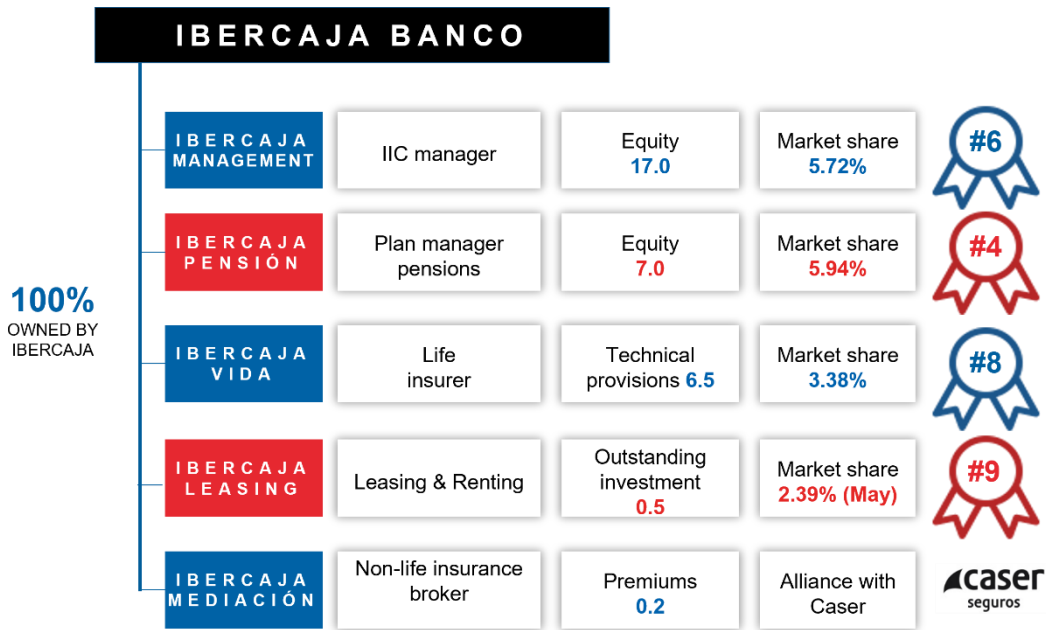 IBERCAJA BANCO
100%
OWNED BY
IBERCAJA
IBERCAJA
MANAGEMENT
IIC manager
Equity
17.0
Market share
5.72%
#6
IBERCAJA
PENSIÓN
Plan manager
pensions
Equity
7.0
Market share
5.94%
#4
IBERCAJA
VIDA
Life
insurer
Technical
provisions 6.5
Market share
3.38%
#8
IBERCAJA
LEASING
Leasing & Renting
Outstanding
investment
0.5
Market share
2.39% (May)
#9
IBERCAJA
MEDIACIÓN
Non-life insurance
broker
Premiums
0.2
Alliance with
Caser
caser
seguros